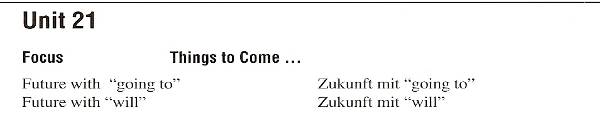 Unit 21
Focus Things to Come …
Future with “going to” Zukunft mit “going to”
Future with “will” Zukunft mit “will”